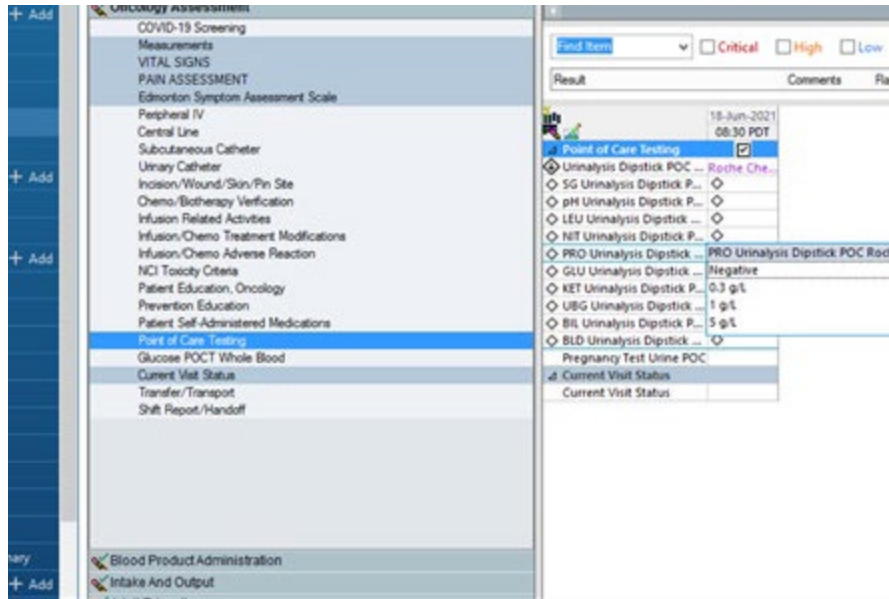 + Add
+ Add
+ Add
+ Add
Oncology Assessment
COVID-19 Screening
Measurements
VITAL SIGNS
PAIN ASSESSMENT
Edmonton Symptom Assessment Scale
Peripheral IV
Central Line
Subcutaneous Catheter
Urinary Catheter
Incision/Wound/Skin/Pin Site
Chemo/Biotherapy Verification
Infusion Related Activities
Infusion/Chemo Treatment Modifications
Infusion/Chemo Adverse Reaction
NCI Toxicity Criteria
Patient Education, Oncology
Prevention Education
Patient Self-Administered Medications
Point of Care Testing
Glucose POCT Whole Blood
Current Visit Status
Transfer/Transport
Shift Report/Handoff
Blood Product Administration
Intake And Output
Find Item Critical High Low
Result Comments
18-Jun-2021
08:30 PDT
Point of Care Testing
Urinalysis Dipstick POC ... Roche Che...
SG Urinalysis Dipstick P...
pH Urinalysis Dipstick P...
LEU Urinalysis Dipstick ...
NIT Urinalysis Dipstick P...
PRO Urinalysis Dipstick ... PRO Urinalysis Dipstick POC Roc
GLU Urinalysis Dipstick ... Negative
KET Urinalysis Dipstick P... 0.3 g/L
UBG Urinalysis Dipstick ... 1 g/L
BIL Urinalysis Dipstick P... 5 g/L
BLD Urinalysis Dipstick ...
Pregnancy Test Urine POC
Current Visit Status
Current Visit Status